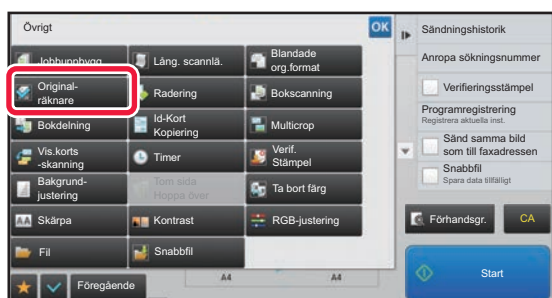 Övrigt
OK
Jobbuppbygg.
Lång. scannlä.
Blandade
org.format
Original-
räknare
Radering
Bokscanning
Bokdelning
Id-Kort
Kopiering
Multicrop
Vis.korts
-skanning
Timer
Verif.
Stämpel
Bakgrund-
justering
Tom sida
Hoppa över
Ta bort färg
AA Skärpa
Kontrast
RGB-justering
Fil
Snabbfil
Föregående
A4
A4
Sändningshistorik
Anropa sökningsnummer
Verifieringsstämpel
Programregistrering
Registrera aktuella inst.
Sänd samma bild
som till faxadressen
Snabbfil
Spara data tillfälligt
Förhandsgr.
CA
Start